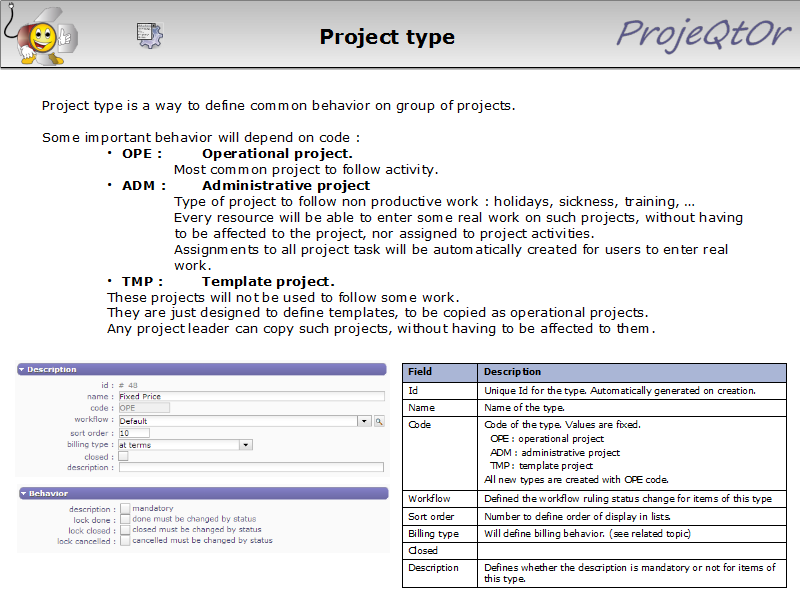 Project type
ProjeQtOr
Project type is a way to define common behavior on group of projects.
Some important behavior will depend on code :
• OPE : Operational project.
Most common project to follow activity.
• ADM : Administrative project
Type of project to follow non productive work : holidays, sickness, training, ...
Every resource will be able to enter some real work on such projects, without having
to be affected to the project, nor assigned to project activities.
Assignments to all project task will be automatically created for users to enter real
work.
• TMP : Template project.
These projects will not be used to follow some work.
They are just designed to define templates, to be copied as operational projects.
Any project leader can copy such projects, without having to be affected to them.
Description
id : # 48
name : Fixed Price
code : OPE
workflow : Default
sort order : 10
billing type : at terms
closed :
description :
Behavior
description : mandatory
lock done : done must be changed by status
lock closed : closed must be changed by status
lock cancelled : cancelled must be changed by status
Field Description
Id Unique Id for the type. Automatically generated on creation.
Name Name of the type.
Code Code of the type. Values are fixed.
OPE : operational project
ADM : administrative project
TMP : template project
All new types are created with OPE code.
Workflow Defined the workflow ruling status change for items of this type
Sort order Number to define order of display in lists.
Billing type Will define billing behavior. (see related topic)
Closed
Description Defines whether the description is mandatory or not for items of
this type.